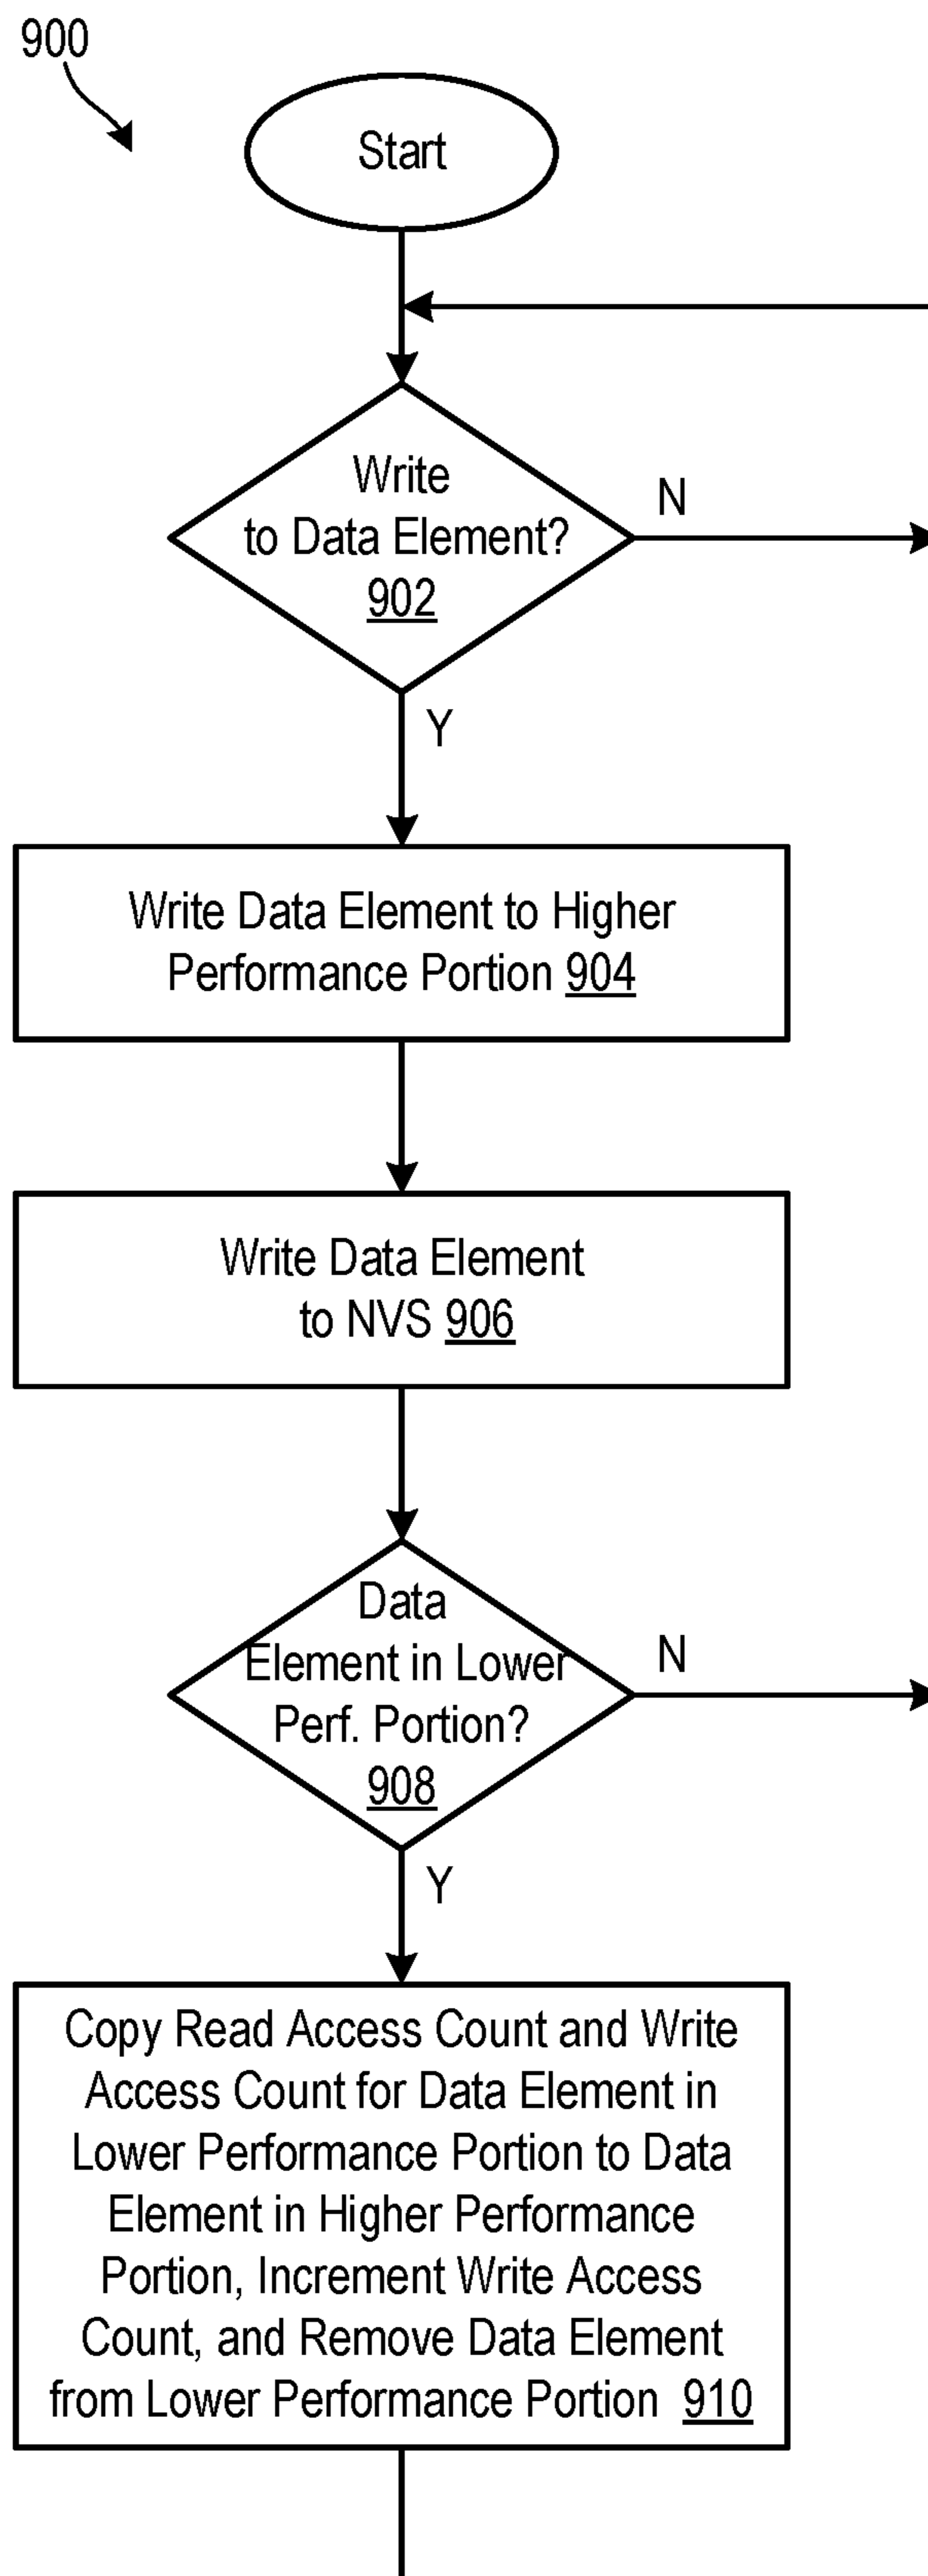 900
Start
Write
to Data Element?
902
N
Y
Write Data Element to Higher
Performance Portion 904
Write Data Element
to NVS 906
Data
Element in Lower
Perf. Portion?
908
N
Y
Copy Read Access Count and Write
Access Count for Data Element in
Lower Performance Portion to Data
Element in Higher Performance
Portion, Increment Write Access
Count, and Remove Data Element
from Lower Performance Portion 910